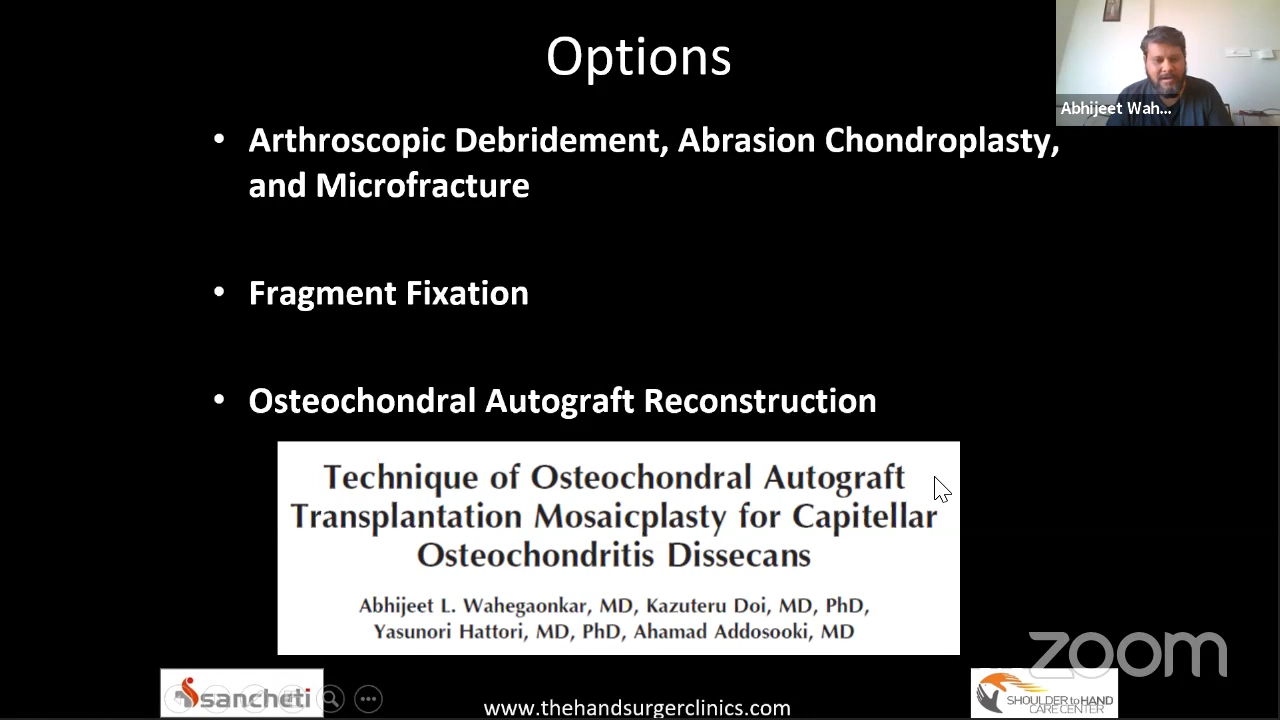 Options
Abhijeet Wah...
• Arthroscopic Debridement, Abrasion Chondroplasty,
and Microfracture
• Fragment Fixation
• Osteochondral Autograft Reconstruction
Technique of Osteochondral Autograft
Transplantation Mosaicplasty for Capitellar
Osteochondritis Dissecans
Abhijeet L. Wahegaonkar, MD, Kazuteru Doi, MD, PhD,
Yasunori Hattori, MD, PhD, Ahamad Addosooki, MD
zoom
sancheti
www.thehandsurgerclinics.com
SHOULDER to HAND
CARE CENTER